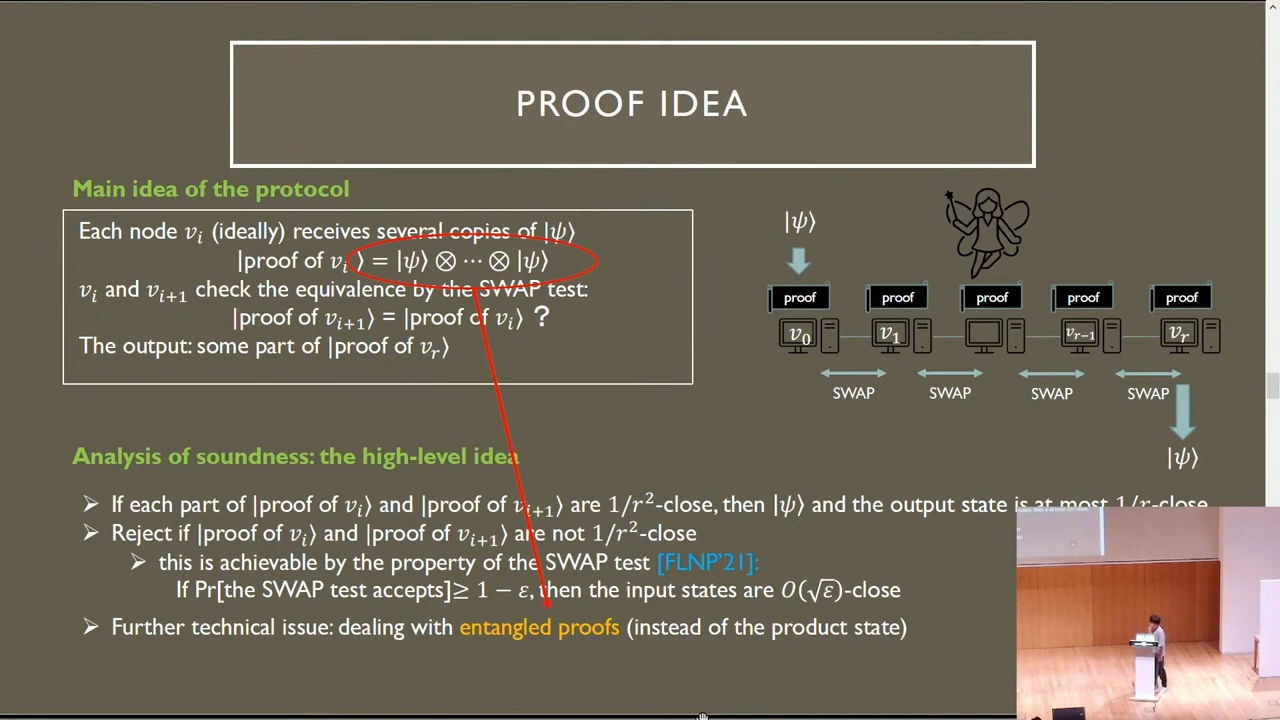 PROOF IDEA
Main idea of the protocol
Each node 𝑣ᵢ (ideally) receives several copies of |𝜓⟩
|proof of 𝑣ᵢ⟩ = |𝜓⟩ ⊗ ⋯ ⊗ |𝜓⟩
𝑣ᵢ and 𝑣ᵢ₊₁ check the equivalence by the SWAP test:
|proof of 𝑣ᵢ₊₁⟩ = |proof of 𝑣ᵢ⟩ ?
The output: some part of |proof of 𝑣ᵣ⟩
|𝜓⟩
proof proof proof proof proof
𝑣₀ 𝑣₁ 𝑣ᵣ₋₁ 𝑣ᵣ
SWAP SWAP SWAP SWAP
|𝜓⟩
Analysis of soundness: the high-level idea
➢ If each part of |proof of 𝑣ᵢ⟩ and |proof of 𝑣ᵢ₊₁⟩ are 1/𝑟²-close, then |𝜓⟩ and the output state is at most 1/𝑟-close
➢ Reject if |proof of 𝑣ᵢ⟩ and |proof of 𝑣ᵢ₊₁⟩ are not 1/𝑟²-close
➢ this is achievable by the property of the SWAP test [FLNP'21]:
If Pr[the SWAP test accepts]≥ 1 − 𝜀, then the input states are 𝑂(√𝜀)-close
➢ Further technical issue: dealing with entangled proofs (instead of the product state)